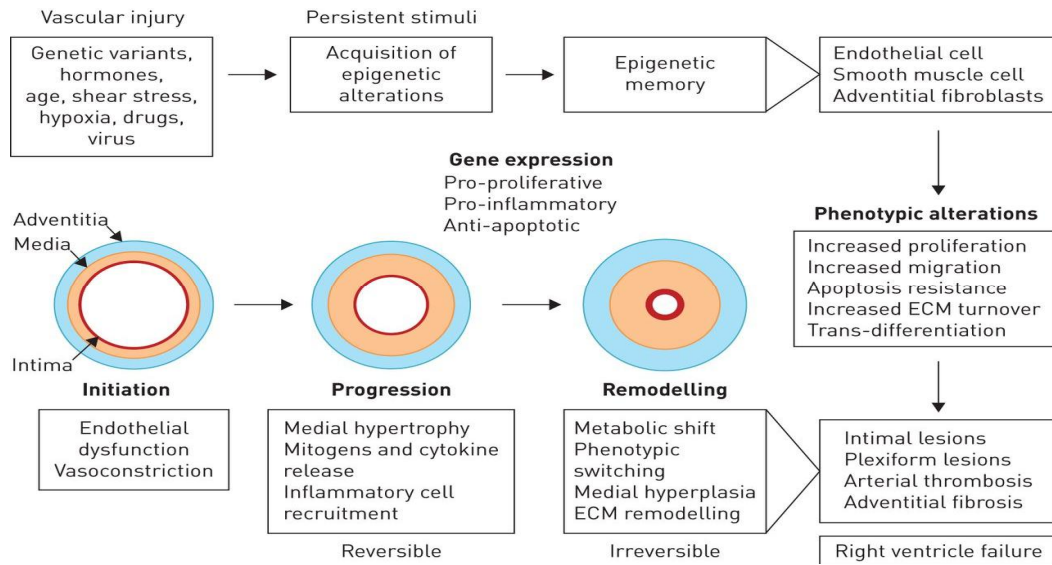 Vascular injury
Genetic variants,
hormones,
age, shear stress,
hypoxia, drugs,
virus
Persistent stimuli
Acquisition of
epigenetic
alterations
Epigenetic
memory
Endothelial cell
Smooth muscle cell
Adventitial fibroblasts
Gene expression
Pro-proliferative
Pro-inflammatory
Anti-apoptotic
Phenotypic alterations
Increased proliferation
Increased migration
Apoptosis resistance
Increased ECM turnover
Trans-differentiation
Adventitia
Media
Intima
Initiation
Endothelial
dysfunction
Vasoconstriction
Progression
Medial hypertrophy
Mitogens and cytokine
release
Inflammatory cell
recruitment
Reversible
Remodelling
Metabolic shift
Phenotypic
switching
Medial hyperplasia
ECM remodelling
Irreversible
Intimal lesions
Plexiform lesions
Arterial thrombosis
Adventitial fibrosis
Right ventricle failure